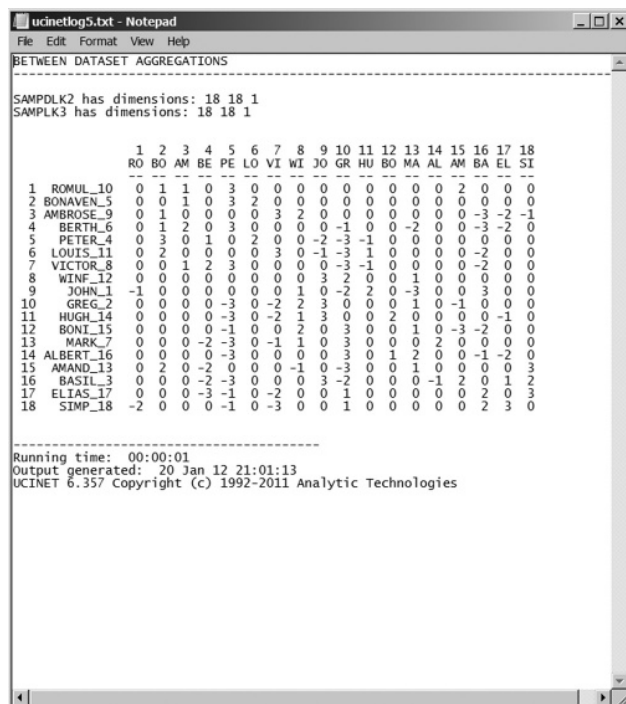 ucinetlog5.txt - Notepad
File Edit Format View Help
BETWEEN DATASET AGGREGATIONS
--------------------------------------------------------------------------------
SAMPDLK2 has dimensions: 18 18 1
SAMPLK3 has dimensions: 18 18 1
1 2 3 4 5 6 7 8 9 10 11 12 13 14 15 16 17 18
RO BO AM BE PE LO VI WI JO GR HU BO MA AL AM BA EL SI
-- -- -- -- -- -- -- -- -- -- -- -- -- -- -- -- -- --
1 ROMUL_10 0 1 1 0 3 0 0 0 0 0 0 0 0 0 2 0 0 0
2 BONAVEN_5 0 0 1 0 3 2 0 0 0 0 0 0 0 0 0 0 0 0
3 AMBROSE_9 0 1 0 0 0 0 3 2 0 0 0 0 0 0 0 -3 -2 -1
4 BERTH_6 0 1 2 0 3 0 0 0 0 -1 0 0 -2 0 0 -3 -2 0
5 PETER_4 0 3 0 1 0 2 0 0 -2 -3 -1 0 0 0 0 0 0 0
6 LOUIS_11 0 2 0 0 0 0 3 0 -1 -3 1 0 0 0 0 -2 0 0
7 VICTOR_8 0 0 1 2 3 0 0 0 0 -3 -1 0 0 0 0 -2 0 0
8 WINF_12 0 0 0 0 0 0 0 0 3 2 0 0 1 0 0 0 0 0
9 JOHN_1 -1 0 0 0 0 0 0 1 0 -2 2 0 -3 0 0 3 0 0
10 GREG_2 0 0 0 0 -3 0 -2 2 3 0 0 0 1 0 -1 0 0 0
11 HUGH_14 0 0 0 0 -3 0 -2 1 3 0 0 2 0 0 0 0 -1 0
12 BONI_15 0 0 0 0 -1 0 0 2 0 3 0 0 1 0 -3 -2 0 0
13 MARK_7 0 0 0 -2 -3 0 -1 1 0 3 0 0 0 2 0 0 0 0
14 ALBERT_16 0 0 0 0 -3 0 0 0 0 3 0 1 2 0 0 -1 -2 0
15 AMAND_13 0 2 0 -2 0 0 0 -1 0 -3 0 0 1 0 0 0 0 3
16 BASIL_3 0 0 0 -2 -3 0 0 0 3 -2 0 0 0 -1 2 0 1 2
17 ELIAS_17 0 0 0 -3 -1 0 -2 0 0 1 0 0 0 0 0 2 0 3
18 SIMP_18 -2 0 0 0 -1 0 -3 0 0 1 0 0 0 0 0 2 3 0
----------------------------------------
Running time: 00:00:01
Output generated: 20 Jan 12 21:01:13
UCINET 6.357 Copyright (c) 1992-2011 Analytic Technologies